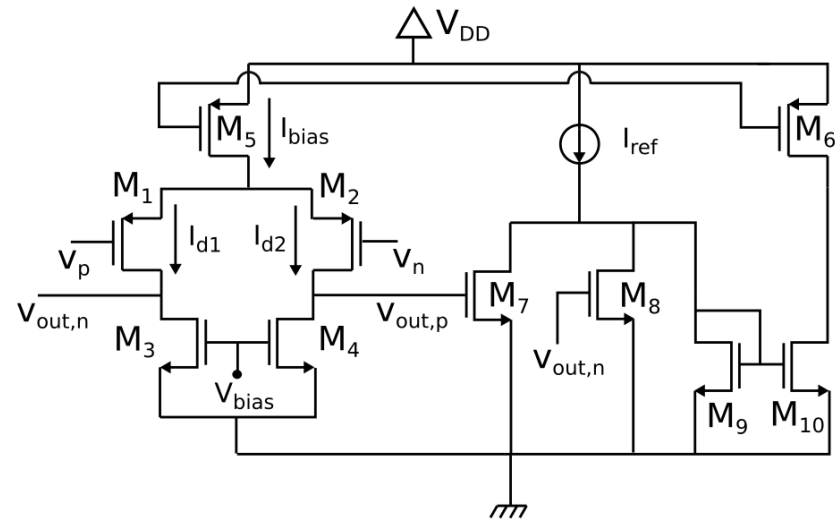 V_DD
M_5
I_bias
I_ref
M_6
M_1
M_2
I_d1
I_d2
v_p
v_n
v_out,n
v_out,p
M_7
M_8
M_3
M_4
v_out,n
V_bias
M_9
M_10